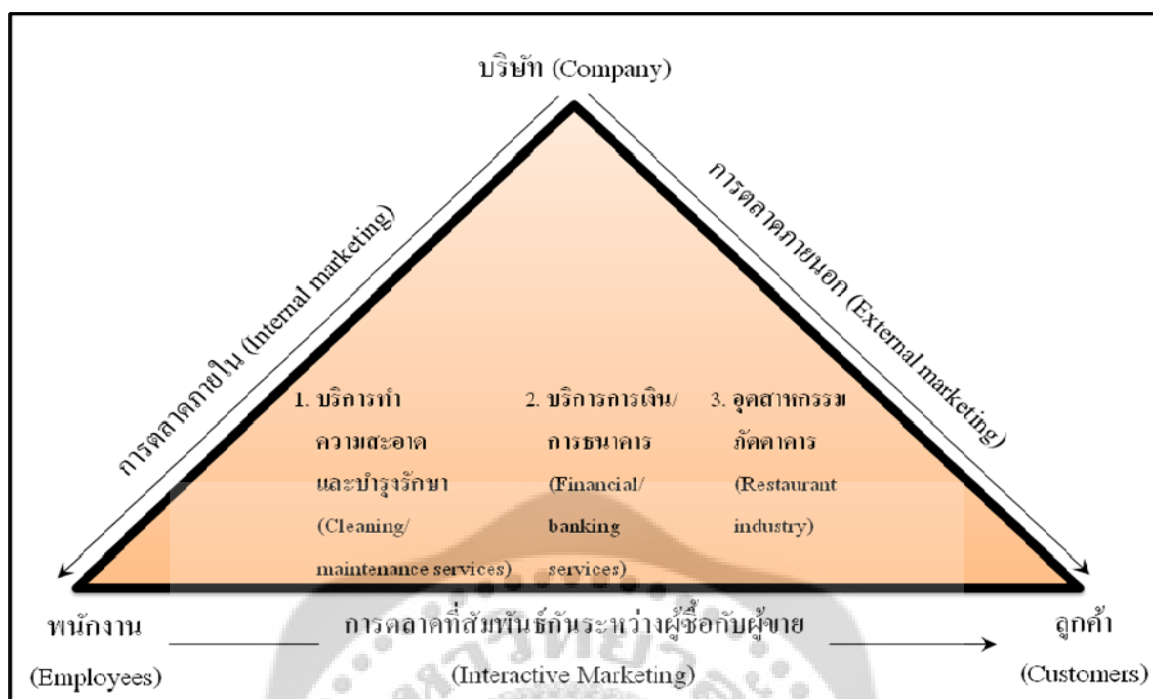 บริษัท (Company)
การตลาดภายใน (Internal marketing)
การตลาดภายนอก (External marketing)
1. บริการทำ
ความสะอาด
และบำรุงรักษา
(Cleaning/
maintenance services)
2. บริการการเงิน/
การธนาคาร
(Financial/
banking
services)
3. อุตสาหกรรม
ภัตตาคาร
(Restaurant
industry)
พนักงาน
(Employees)
การตลาดที่สัมพันธ์กันระหว่างผู้ซื้อกับผู้ขาย
(Interactive Marketing)
ลูกค้า
(Customers)